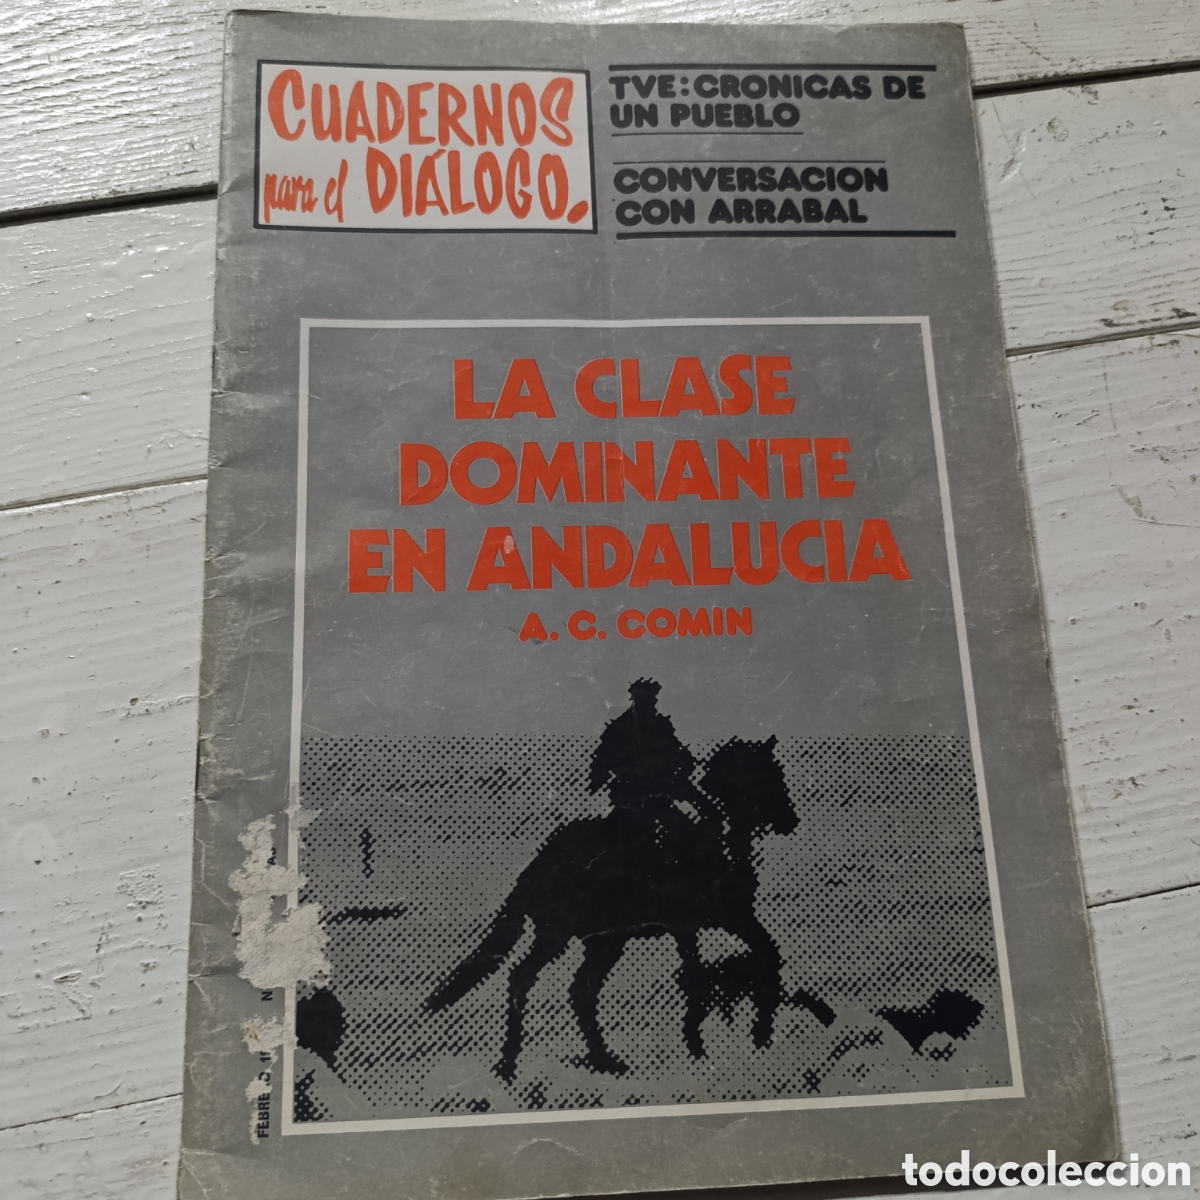 CUADERNOS
para el DIÁLOGO.
TVE: CRONICAS DE
UN PUEBLO
CONVERSACION
CON ARRABAL
LA CLASE
DOMINANTE
EN ANDALUCIA
A. C. COMIN
todocoleccion